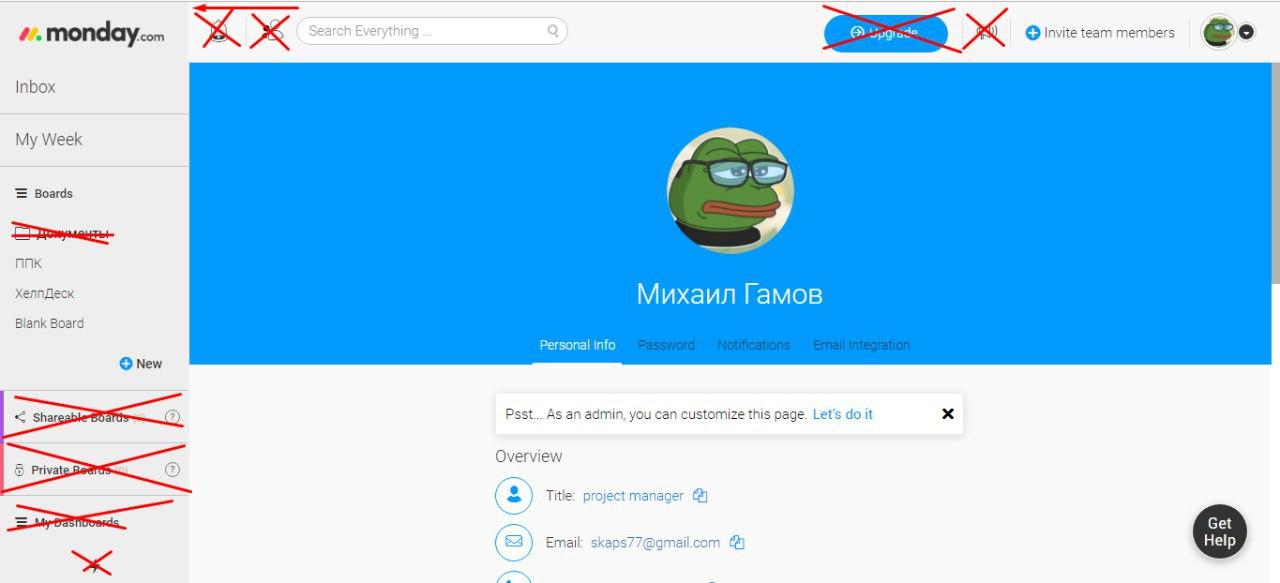 monday.com
Search Everything ...
Upgrade
Invite team members
Inbox
My Week
Boards
Документы
ППК
ХелпДеск
Blank Board
New
Shareable Boards
?
Private Boards (0)
?
My Dashboards
Михаил Гамов
Personal Info Password Notifications Email Integration
Psst... As an admin, you can customize this page. Let's do it
Overview
Title: project manager
Email: skaps77@gmail.com
Get
Help